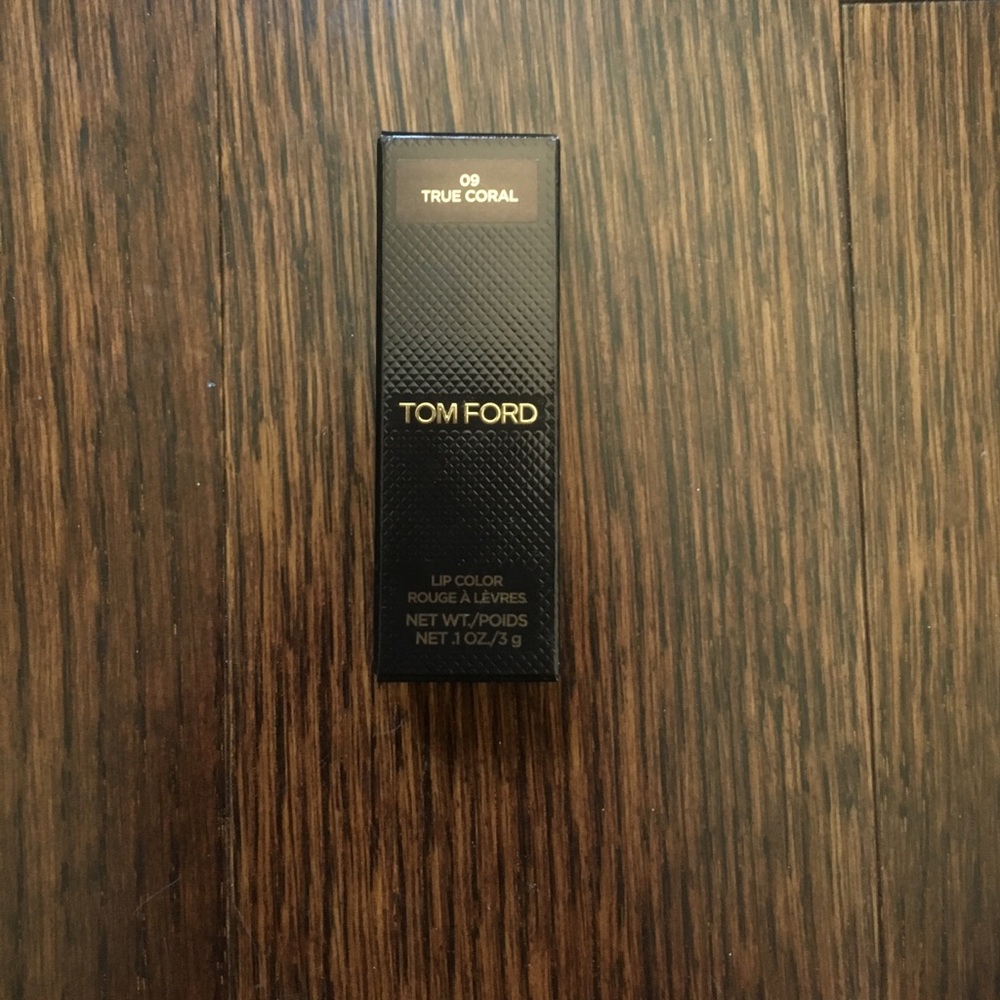 09
TRUE CORAL
TOM FORD
LIP COLOR
ROUGE À LÈVRES
NET WT./POIDS
NET .1 OZ./3 g